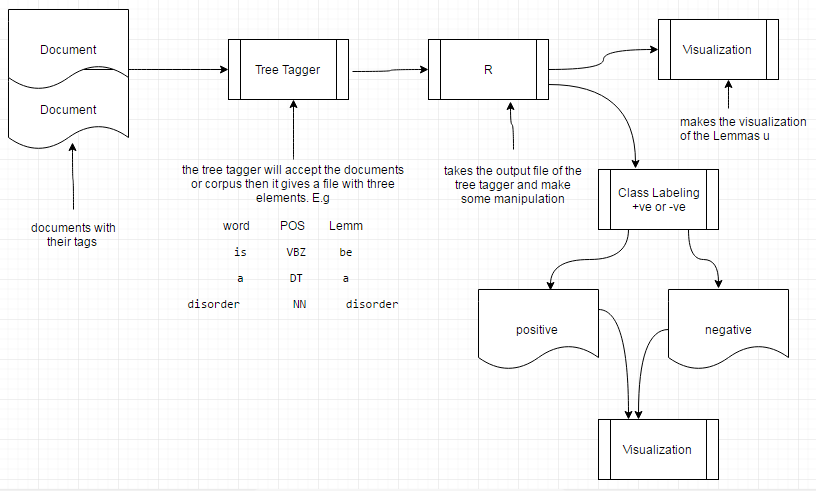 Document
Document
documents with
their tags
Tree Tagger
the tree tagger will accept the documents
or corpus then it gives a file with three
elements. E.g
word POS Lemm
is VBZ be
a DT a
disorder NN disorder
R
takes the output file of the
tree tagger and make
some manipulation
Visualization
makes the visualization
of the Lemmas u
Class Labeling
+ve or -ve
positive
negative
Visualization